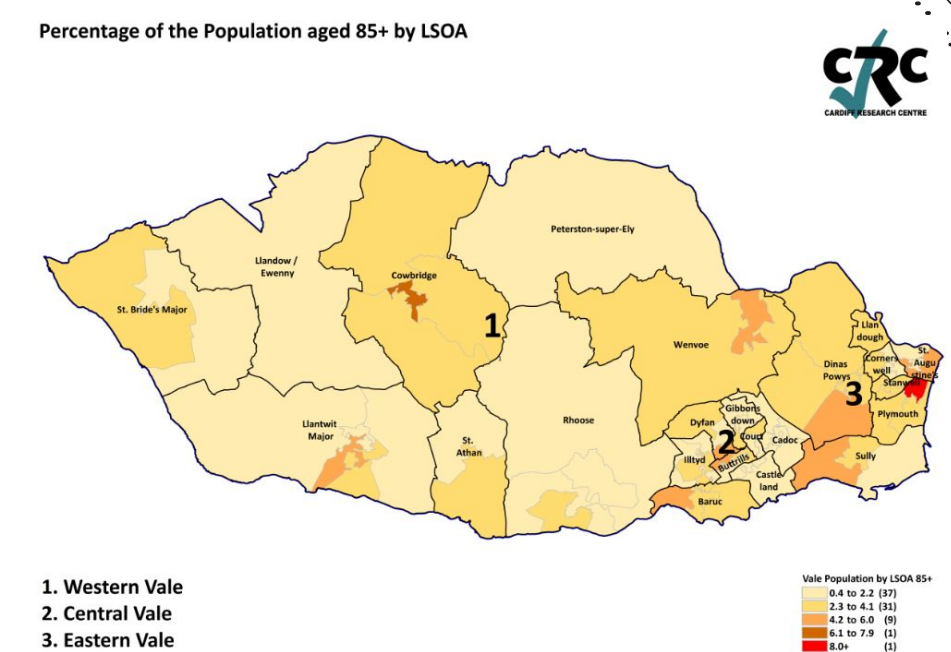 Percentage of the Population aged 85+ by LSOA
CRC
CARDIFF RESEARCH CENTRE
Peterston-super-Ely
Llandow /
Ewenny
Cowbridge
St. Bride's Major
1
Wenvoe
Llan
dough
St.
Augu
stine's
Corners
well
Dinas
Powys
Stanwell
3
Plymouth
Gibbons
down
Dyfan
2
Court
Cadoc
Rhoose
Llantwit
Major
St.
Athan
Illtyd
Buttrills
Sully
Castle
land
Baruc
1. Western Vale
2. Central Vale
3. Eastern Vale
Vale Population by LSOA 85+
0.4 to 2.2 (37)
2.3 to 4.1 (31)
4.2 to 6.0 (9)
6.1 to 7.9 (1)
8.0+ (1)